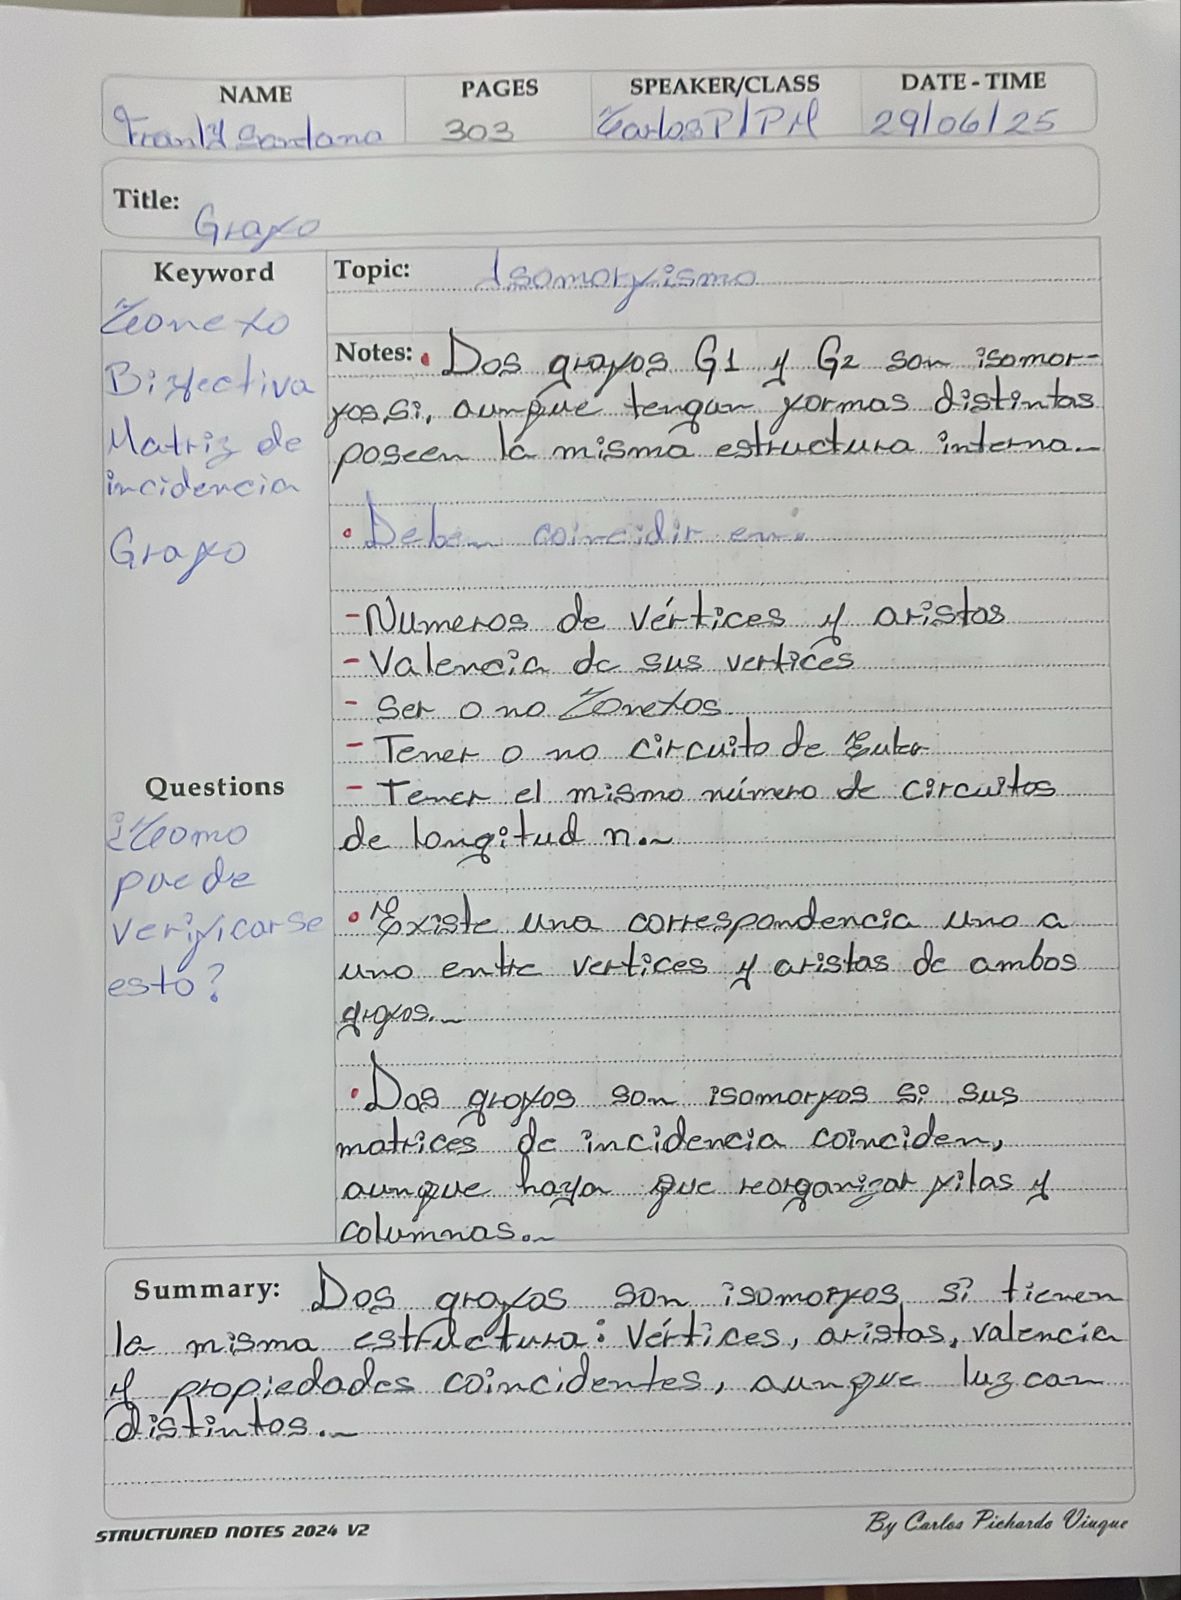 NAME PAGES SPEAKER/CLASS DATE - TIME
303 Carlos P/PM 29/06/25
Title:
Grafo
Keyword
Conexo
Biyectiva
Matriz de
incidencia
Grafo
Questions
¿Como
puede
verificarse
esto?
Topic: Isomorfismo
Notes: • Dos grafos G1 y G2 son isomor-
fos si, aunque tengan formas distintas
poseen la misma estructura interna.
• Deben coincidir en:
- Numeros de vértices y aristas
- Valencia de sus vertices
- Ser o no Conexos.
- Tener o no circuito de Euler
- Tener el mismo número de circuitos
de longitud n.
• Existe una correspondencia uno a
uno entre vertices y aristas de ambos
grafos.
• Dos grafos son isomorfos si sus
matrices de incidencia coinciden,
aunque haya que reorganizar filas y
columnas.
Summary: Dos grafos son isomorfos si tienen
la misma estructura: Vértices, aristas, valencia
y propiedades coincidentes, aunque luzcan
distintos.
STRUCTURED NOTES 2024 V2
By Carlos Pichardo Viuque